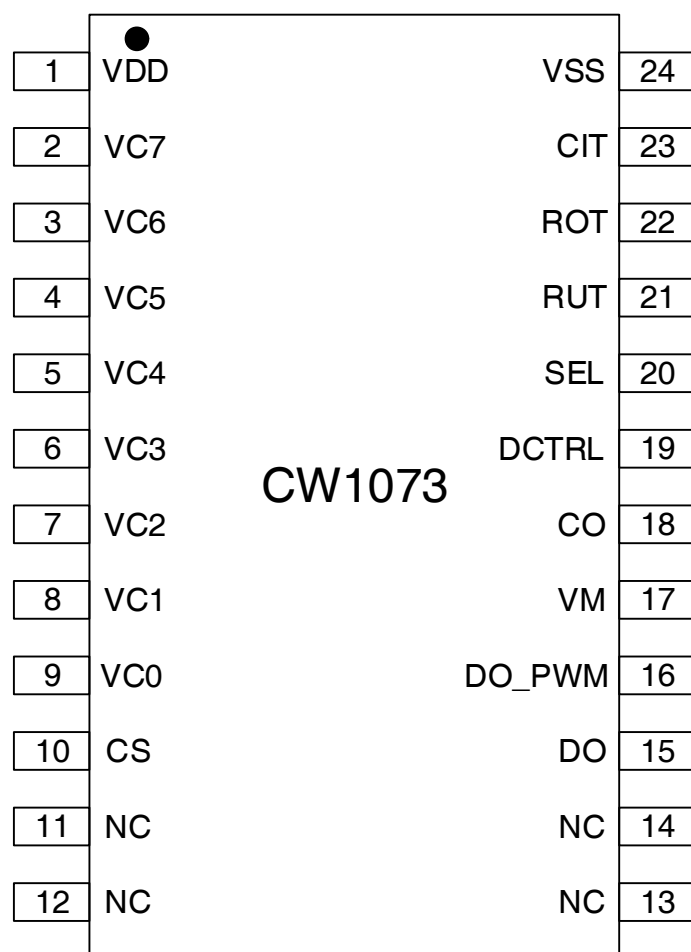 1 VDD VSS 24
2 VC7 CIT 23
3 VC6 ROT 22
4 VC5 RUT 21
5 VC4 SEL 20
6 VC3 DCTRL 19
CW1073
7 VC2 CO 18
8 VC1 VM 17
9 VC0 DO_PWM 16
10 CS DO 15
11 NC NC 14
12 NC NC 13